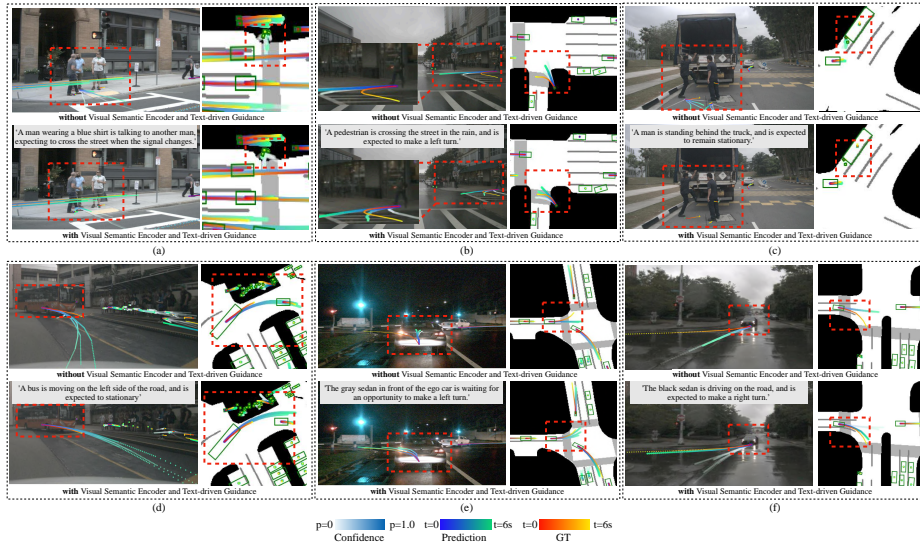 without Visual Semantic Encoder and Text-driven Guidance
'A man wearing a blue shirt is talking to another man,
expecting to cross the street when the signal changes.'
with Visual Semantic Encoder and Text-driven Guidance
(a)
without Visual Semantic Encoder and Text-driven Guidance
'A pedestrian is crossing the street in the rain, and is
expected to make a left turn.'
with Visual Semantic Encoder and Text-driven Guidance
(b)
without Visual Semantic Encoder and Text-driven Guidance
'A man is standing behind the truck, and is expected
to remain stationary.'
with Visual Semantic Encoder and Text-driven Guidance
(c)
without Visual Semantic Encoder and Text-driven Guidance
'A bus is moving on the left side of the road, and is
expected to stationary'
with Visual Semantic Encoder and Text-driven Guidance
(d)
without Visual Semantic Encoder and Text-driven Guidance
'The gray sedan in front of the ego car is waiting for
an opportunity to make a left turn.'
with Visual Semantic Encoder and Text-driven Guidance
(e)
without Visual Semantic Encoder and Text-driven Guidance
'The black sedan is driving on the road, and is
expected to make a right turn.'
with Visual Semantic Encoder and Text-driven Guidance
(f)
p=0 p=1.0 t=0 t=6s t=0 t=6s
Confidence Prediction GT